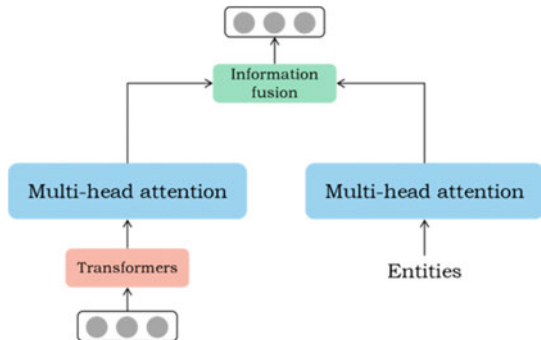 Information
fusion
Multi-head attention
Multi-head attention
Transformers
Entities